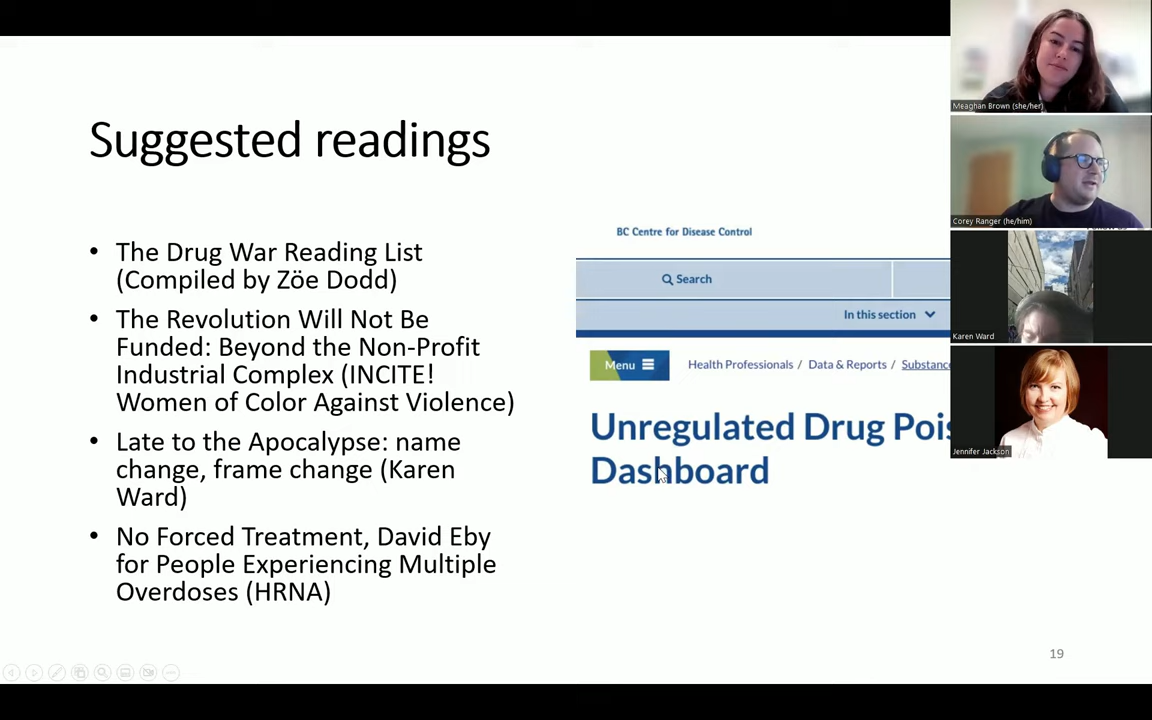 Suggested readings
• The Drug War Reading List
(Compiled by Zöe Dodd)
• The Revolution Will Not Be
Funded: Beyond the Non-Profit
Industrial Complex (INCITE!
Women of Color Against Violence)
• Late to the Apocalypse: name
change, frame change (Karen
Ward)
• No Forced Treatment, David Eby
for People Experiencing Multiple
Overdoses (HRNA)
BC Centre for Disease Control
Search
In this section
Menu
Health Professionals / Data & Reports / Substance
Unregulated Drug Pois
Dashboard
19
Meaghan Brown (she/her)
Corey Ranger (he/him)
Karen Ward
Jennifer Jackson